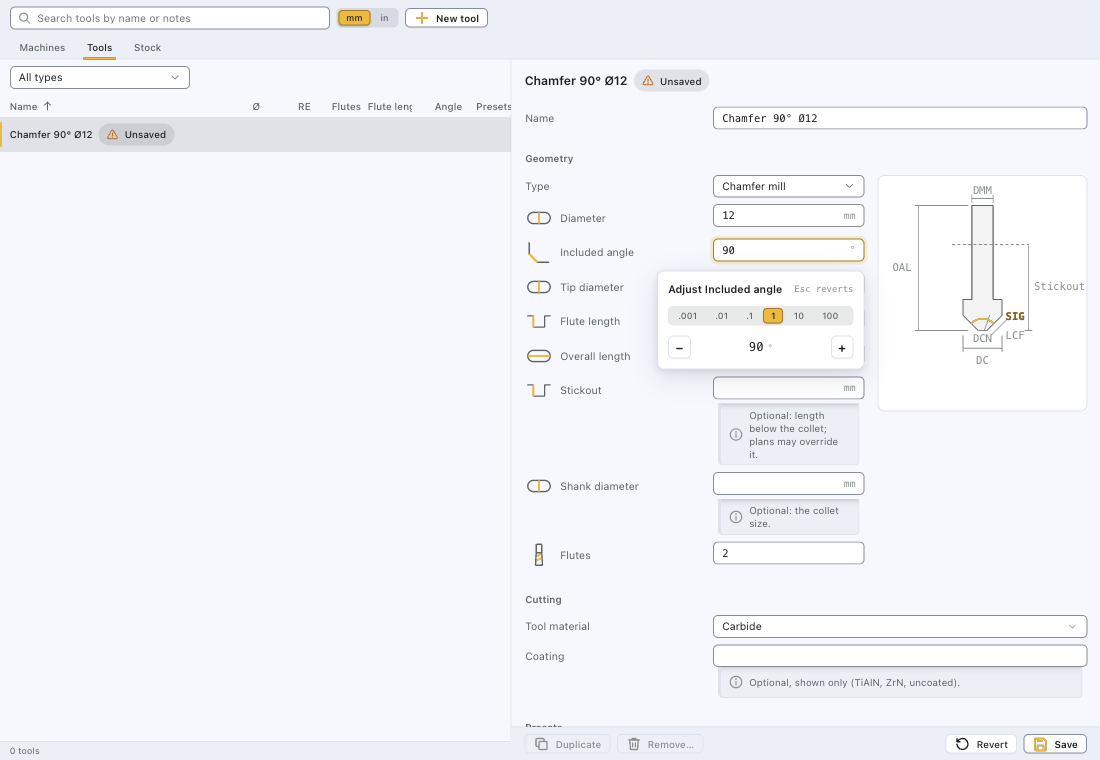 Search tools by name or notes
mm in
New tool
Machines Tools Stock
All types
Name Ø RE Flutes Flute leng Angle Presets
Chamfer 90° Ø12 Unsaved
0 tools
Chamfer 90° Ø12 Unsaved
Name Chamfer 90° Ø12
Geometry
Type Chamfer mill
Diameter 12 mm
Included angle 90 °
Adjust Included angle Esc reverts
.001 .01 .1 1 10 100
− 90 ° +
Tip diameter
Flute length
Overall length
Stickout mm
Optional: length
below the collet;
plans may override
it.
Shank diameter mm
Optional: the collet
size.
Flutes 2
DMM
OAL
Stickout
SIG
LCF
DCN
DC
Cutting
Tool material Carbide
Coating
Optional, shown only (TiAlN, ZrN, uncoated).
Presets
Duplicate Remove... Revert Save